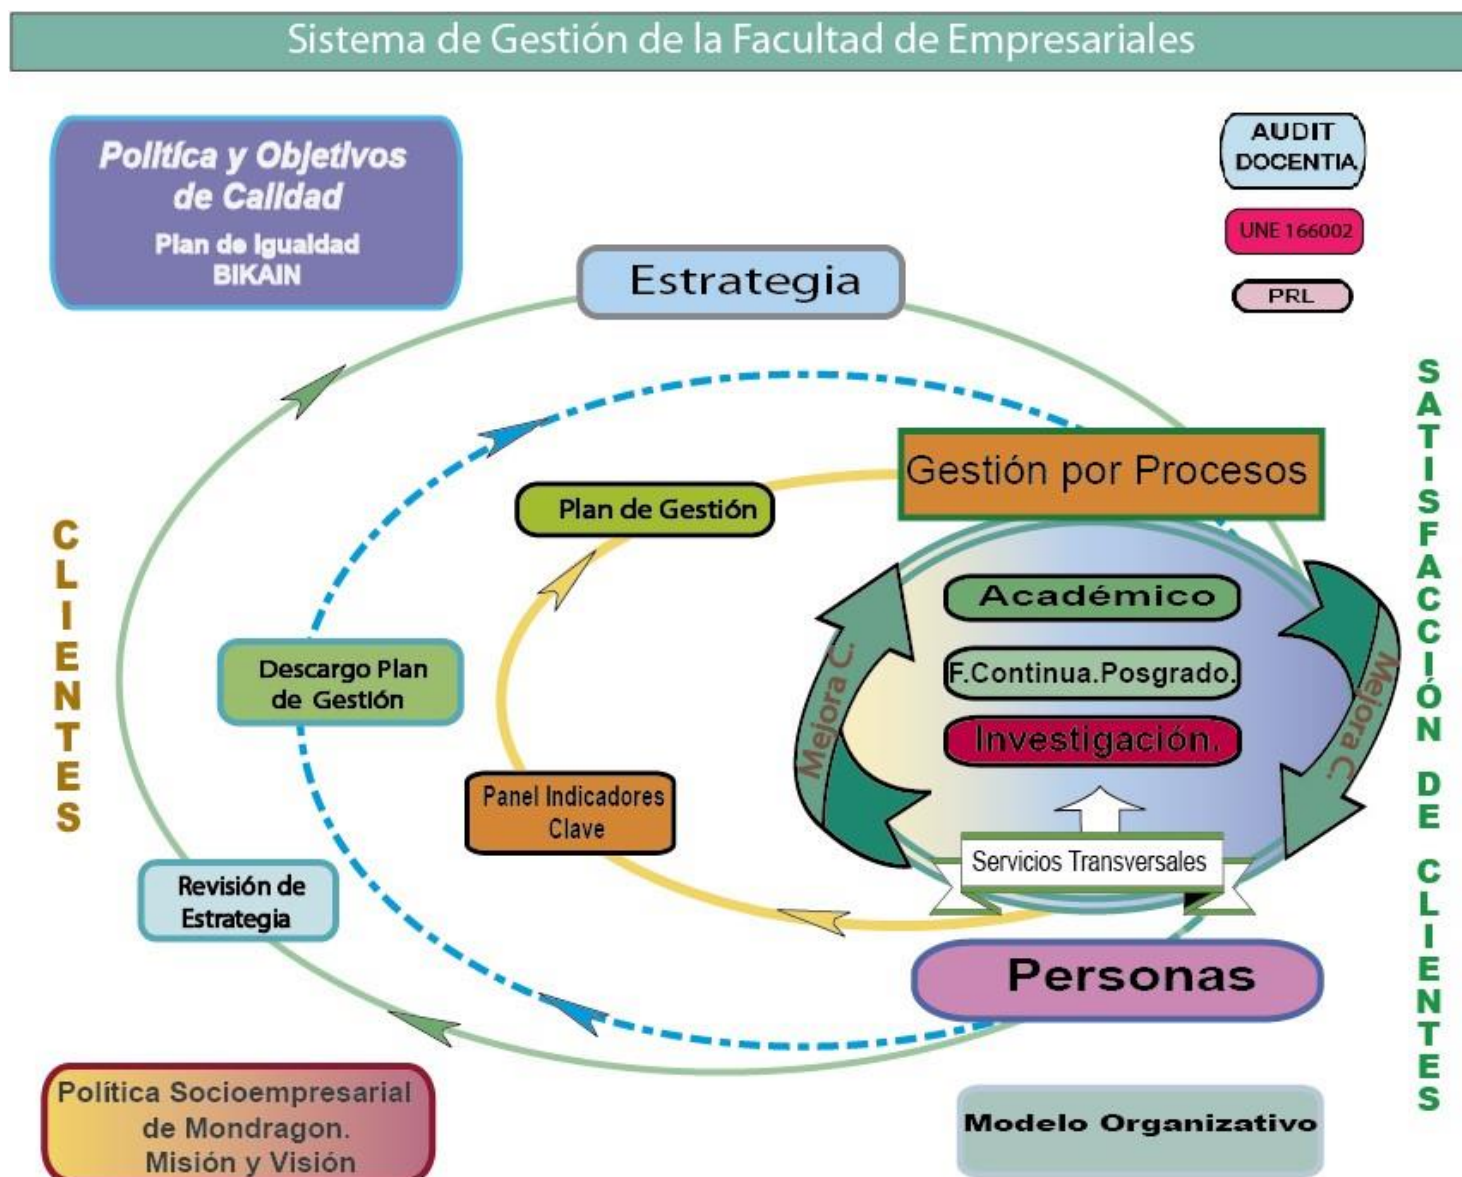 Sistema de Gestión de la Facultad de Empresariales
Política y Objetivos
de Calidad
Plan de Igualdad
BIKAIN
AUDIT
DOCENTIA
UNE 166002
PRL
Estrategia
Gestión por Procesos
Plan de Gestión
Académico
F.Continua.Posgrado.
Investigación.
Mejora C.
Mejora C.
Descargo Plan
de Gestión
Panel Indicadores
Clave
Servicios Transversales
Revisión de
Estrategia
Personas
CLIENTES
SATISFACCIÓN DE CLIENTES
Política Socioempresarial
de Mondragon.
Misión y Visión
Modelo Organizativo